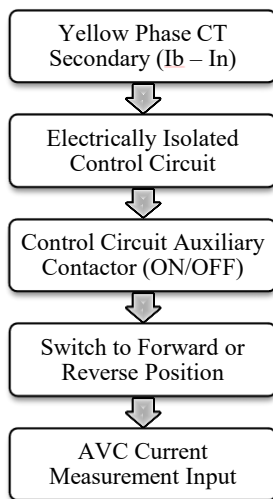 Yellow Phase CT
Secondary (Ib – In)
Electrically Isolated
Control Circuit
Control Circuit Auxiliary
Contactor (ON/OFF)
Switch to Forward or
Reverse Position
AVC Current
Measurement Input